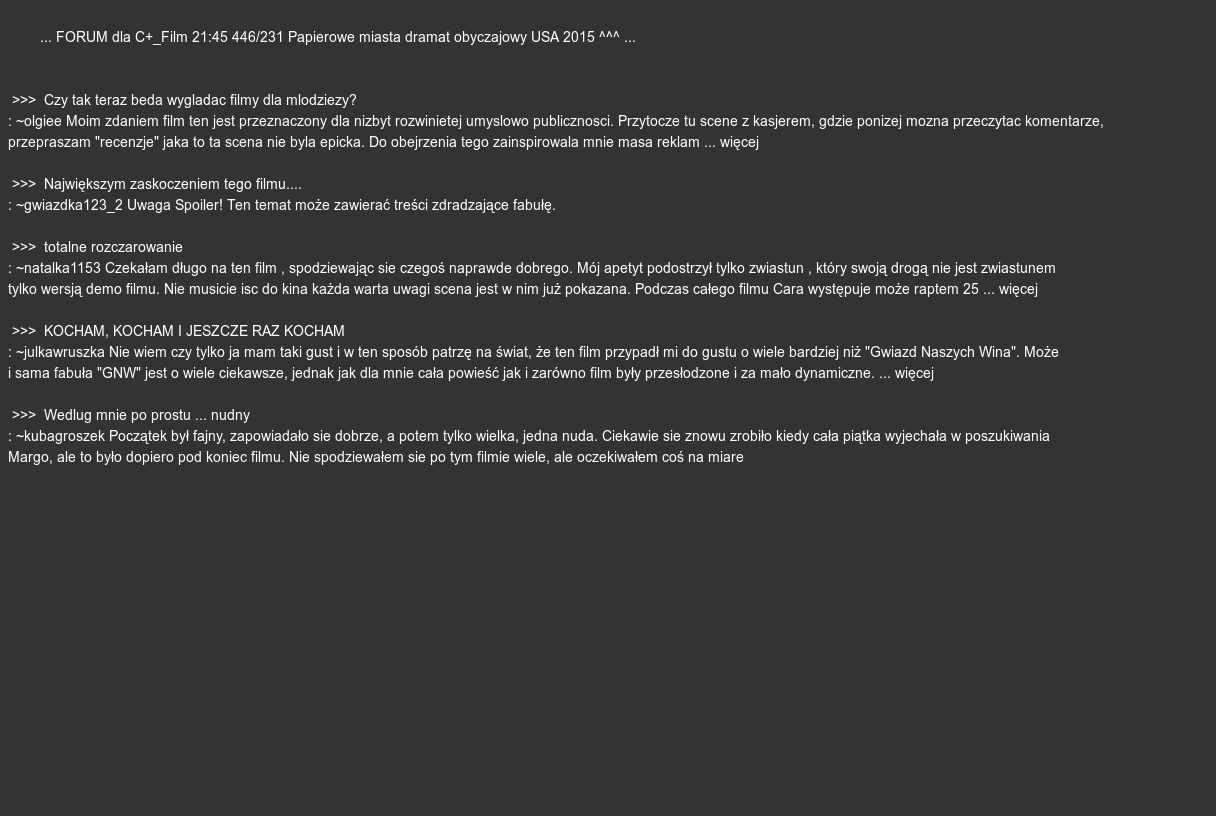 ... FORUM dla C+_Film 21:45 446/231 Papierowe miasta dramat obyczajowy USA 2015 ^^^ ...
>>> Czy tak teraz beda wygladac filmy dla mlodziezy?
: ~olgiee Moim zdaniem film ten jest przeznaczony dla nizbyt rozwinietej umyslowo publicznosci. Przytocze tu scene z kasjerem, gdzie ponizej mozna przeczytac komentarze,
przepraszam "recenzje" jaka to ta scena nie byla epicka. Do obejrzenia tego zainspirowala mnie masa reklam ... więcej
>>> Największym zaskoczeniem tego filmu....
: ~gwiazdka123_2 Uwaga Spoiler! Ten temat może zawierać treści zdradzające fabułę.
>>> totalne rozczarowanie
: ~natalka1153 Czekałam długo na ten film , spodziewając sie czegoś naprawde dobrego. Mój apetyt podostrzył tylko zwiastun , który swoją drogą nie jest zwiastunem
tylko wersją demo filmu. Nie musicie isc do kina każda warta uwagi scena jest w nim już pokazana. Podczas całego filmu Cara występuje może raptem 25 ... więcej
>>> KOCHAM, KOCHAM I JESZCZE RAZ KOCHAM
: ~julkawruszka Nie wiem czy tylko ja mam taki gust i w ten sposób patrzę na świat, że ten film przypadł mi do gustu o wiele bardziej niż "Gwiazd Naszych Wina". Może
i sama fabuła "GNW" jest o wiele ciekawsze, jednak jak dla mnie cała powieść jak i zarówno film były przesłodzone i za mało dynamiczne. ... więcej
>>> Wedlug mnie po prostu ... nudny
: ~kubagroszek Początek był fajny, zapowiadało sie dobrze, a potem tylko wielka, jedna nuda. Ciekawie sie znowu zrobiło kiedy cała piątka wyjechała w poszukiwania
Margo, ale to było dopiero pod koniec filmu. Nie spodziewałem sie po tym filmie wiele, ale oczekiwałem coś na miare